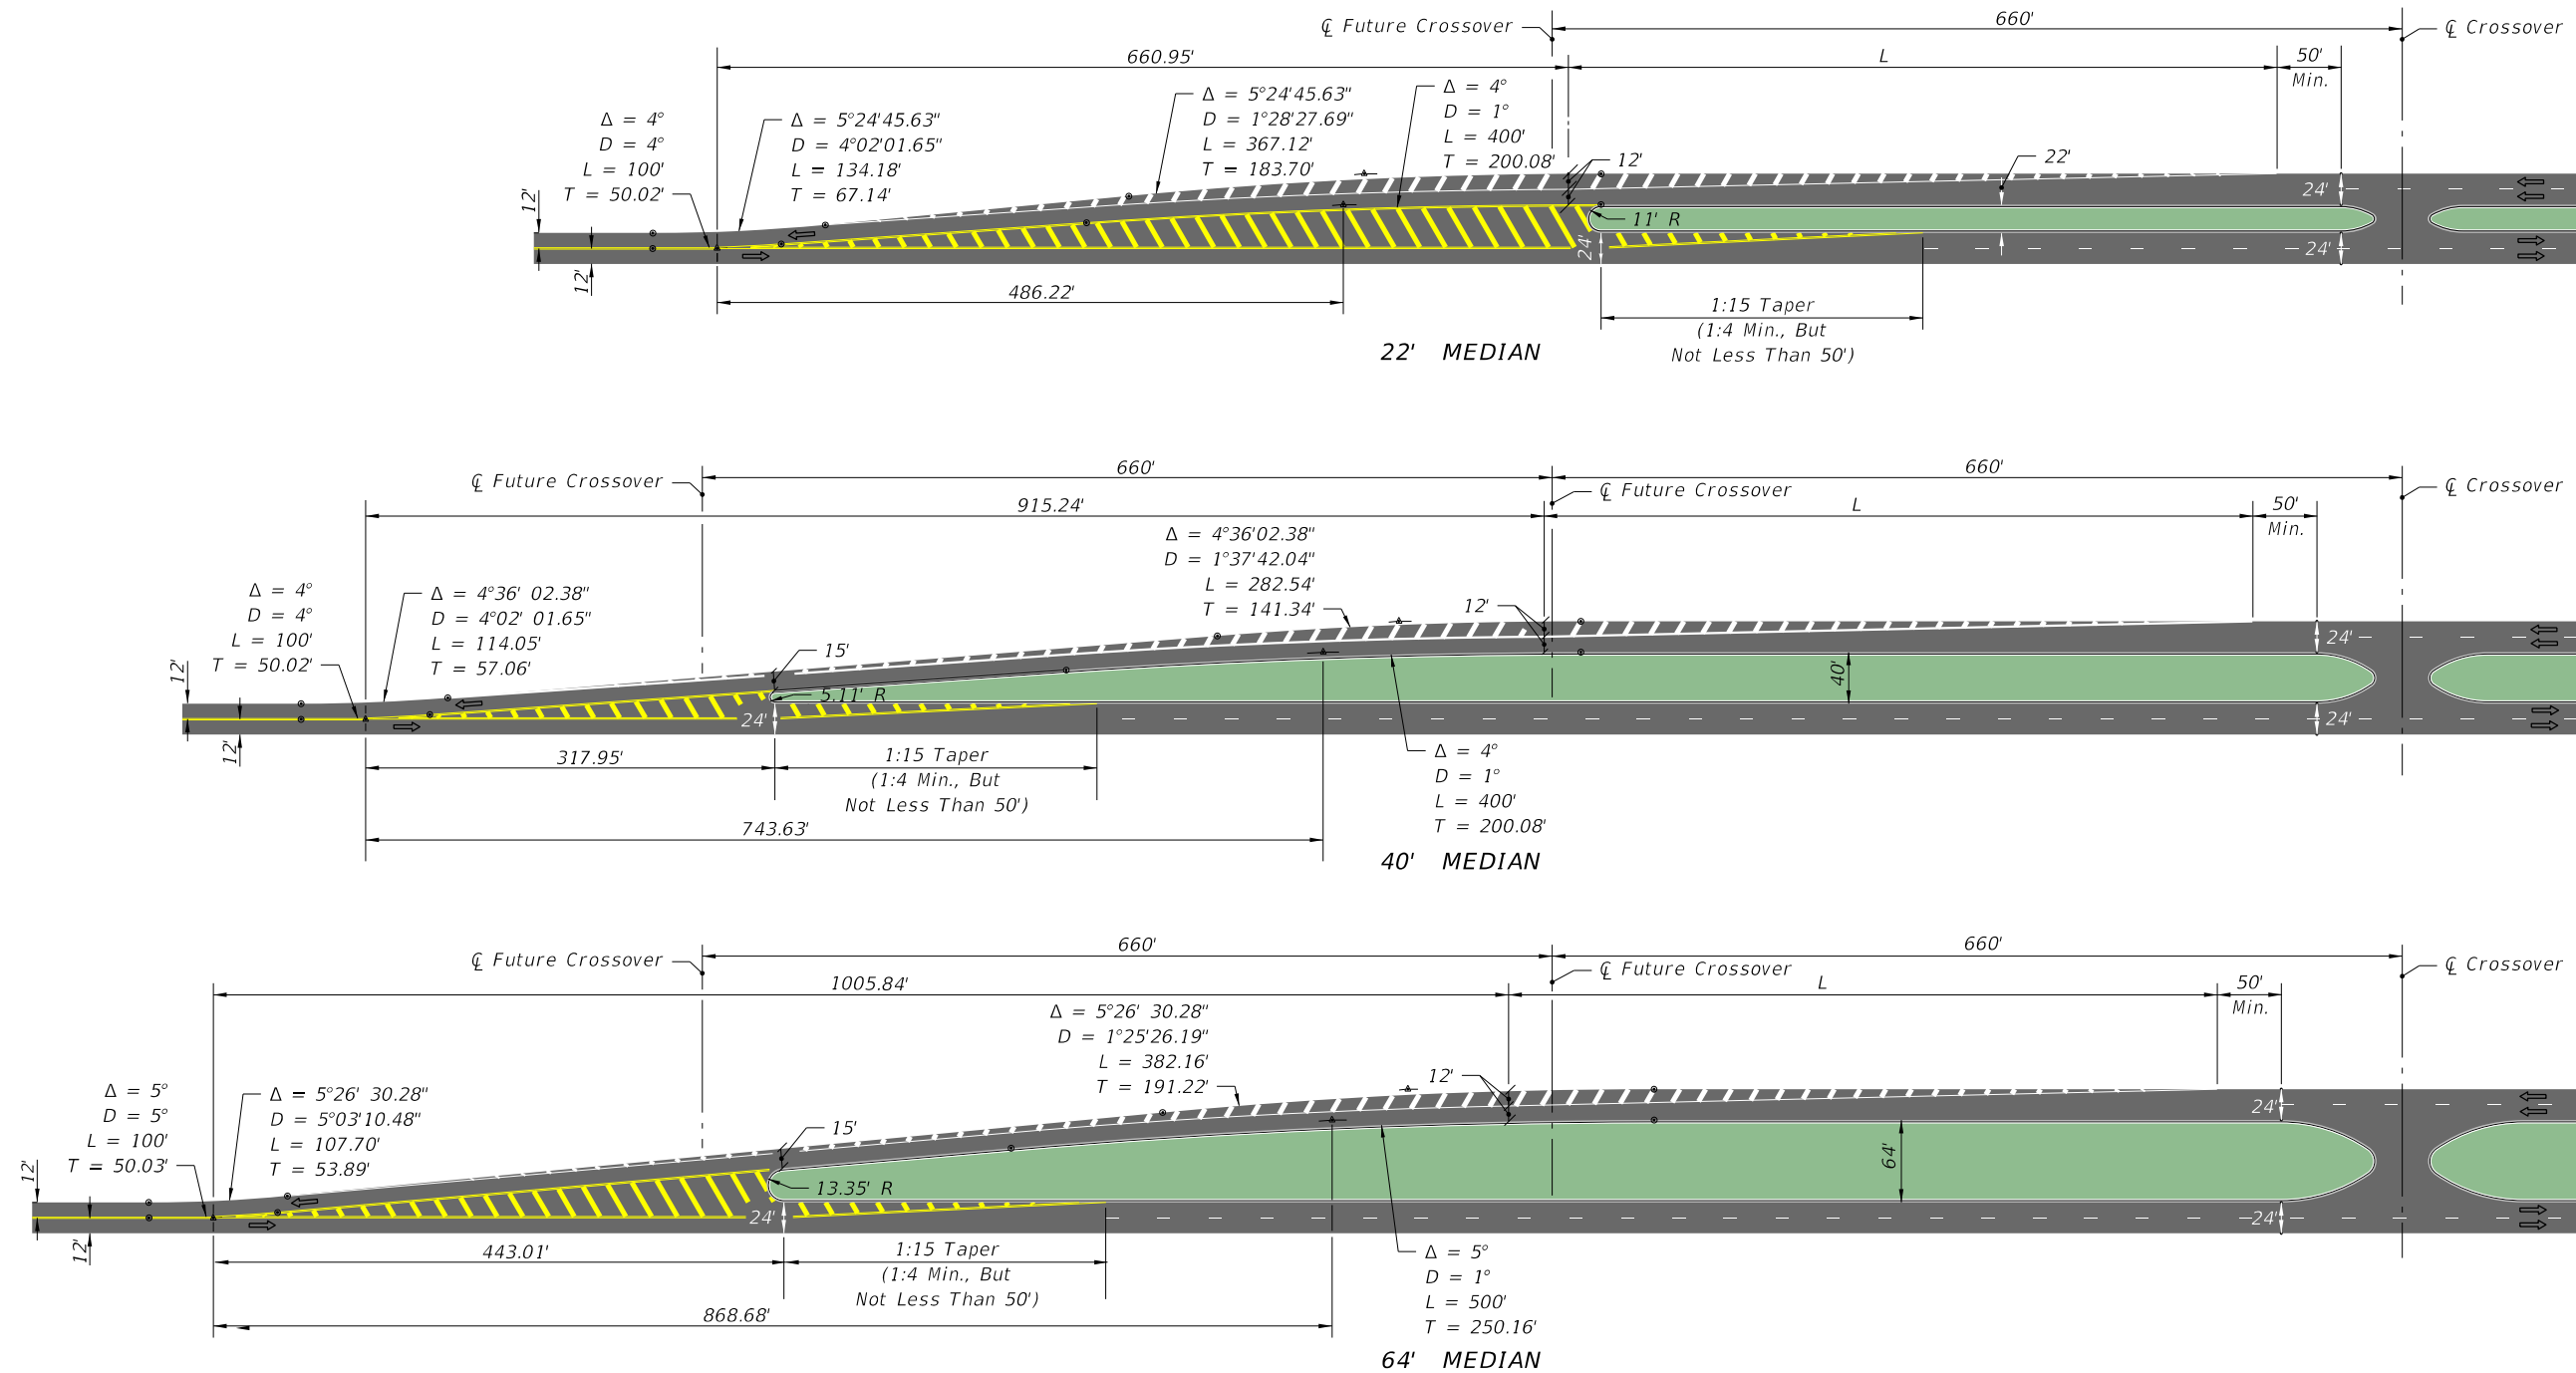 ℄ Future Crossover
660'
℄ Crossover
660.95'
L
50'
Min.
Δ = 4°
D = 4°
L = 100'
T = 50.02'
Δ = 5°24'45.63"
D = 4°02'01.65"
L = 134.18'
T = 67.14'
Δ = 5°24'45.63"
D = 1°28'27.69"
L = 367.12'
T = 183.70'
Δ = 4°
D = 1°
L = 400'
T = 200.08'
12'
22'
12'
12'
24'
11' R
24'
24'
486.22'
1:15 Taper
(1:4 Min., But
Not Less Than 50')
22' MEDIAN
660'
660'
℄ Future Crossover
℄ Future Crossover
℄ Crossover
915.24'
L
50'
Min.
Δ = 4°
D = 4°
L = 100'
T = 50.02'
Δ = 4°36' 02.38"
D = 4°02' 01.65"
L = 114.05'
T = 57.06'
Δ = 4°36'02.38"
D = 1°37'42.04"
L = 282.54'
T = 141.34'
12'
15'
12'
12'
5.11' R
24'
40'
24'
24'
317.95'
1:15 Taper
(1:4 Min., But
Not Less Than 50')
743.63'
Δ = 4°
D = 1°
L = 400'
T = 200.08'
40' MEDIAN
660'
660'
℄ Future Crossover
℄ Future Crossover
℄ Crossover
1005.84'
L
50'
Min.
Δ = 5°
D = 5°
L = 100'
T = 50.03'
Δ = 5°26' 30.28"
D = 5°03'10.48"
L = 107.70'
T = 53.89'
Δ = 5°26' 30.28"
D = 1°25'26.19"
L = 382.16'
T = 191.22'
12'
15'
12'
12'
13.35' R
24'
64'
24'
24'
443.01'
1:15 Taper
(1:4 Min., But
Not Less Than 50')
868.68'
Δ = 5°
D = 1°
L = 500'
T = 250.16'
64' MEDIAN